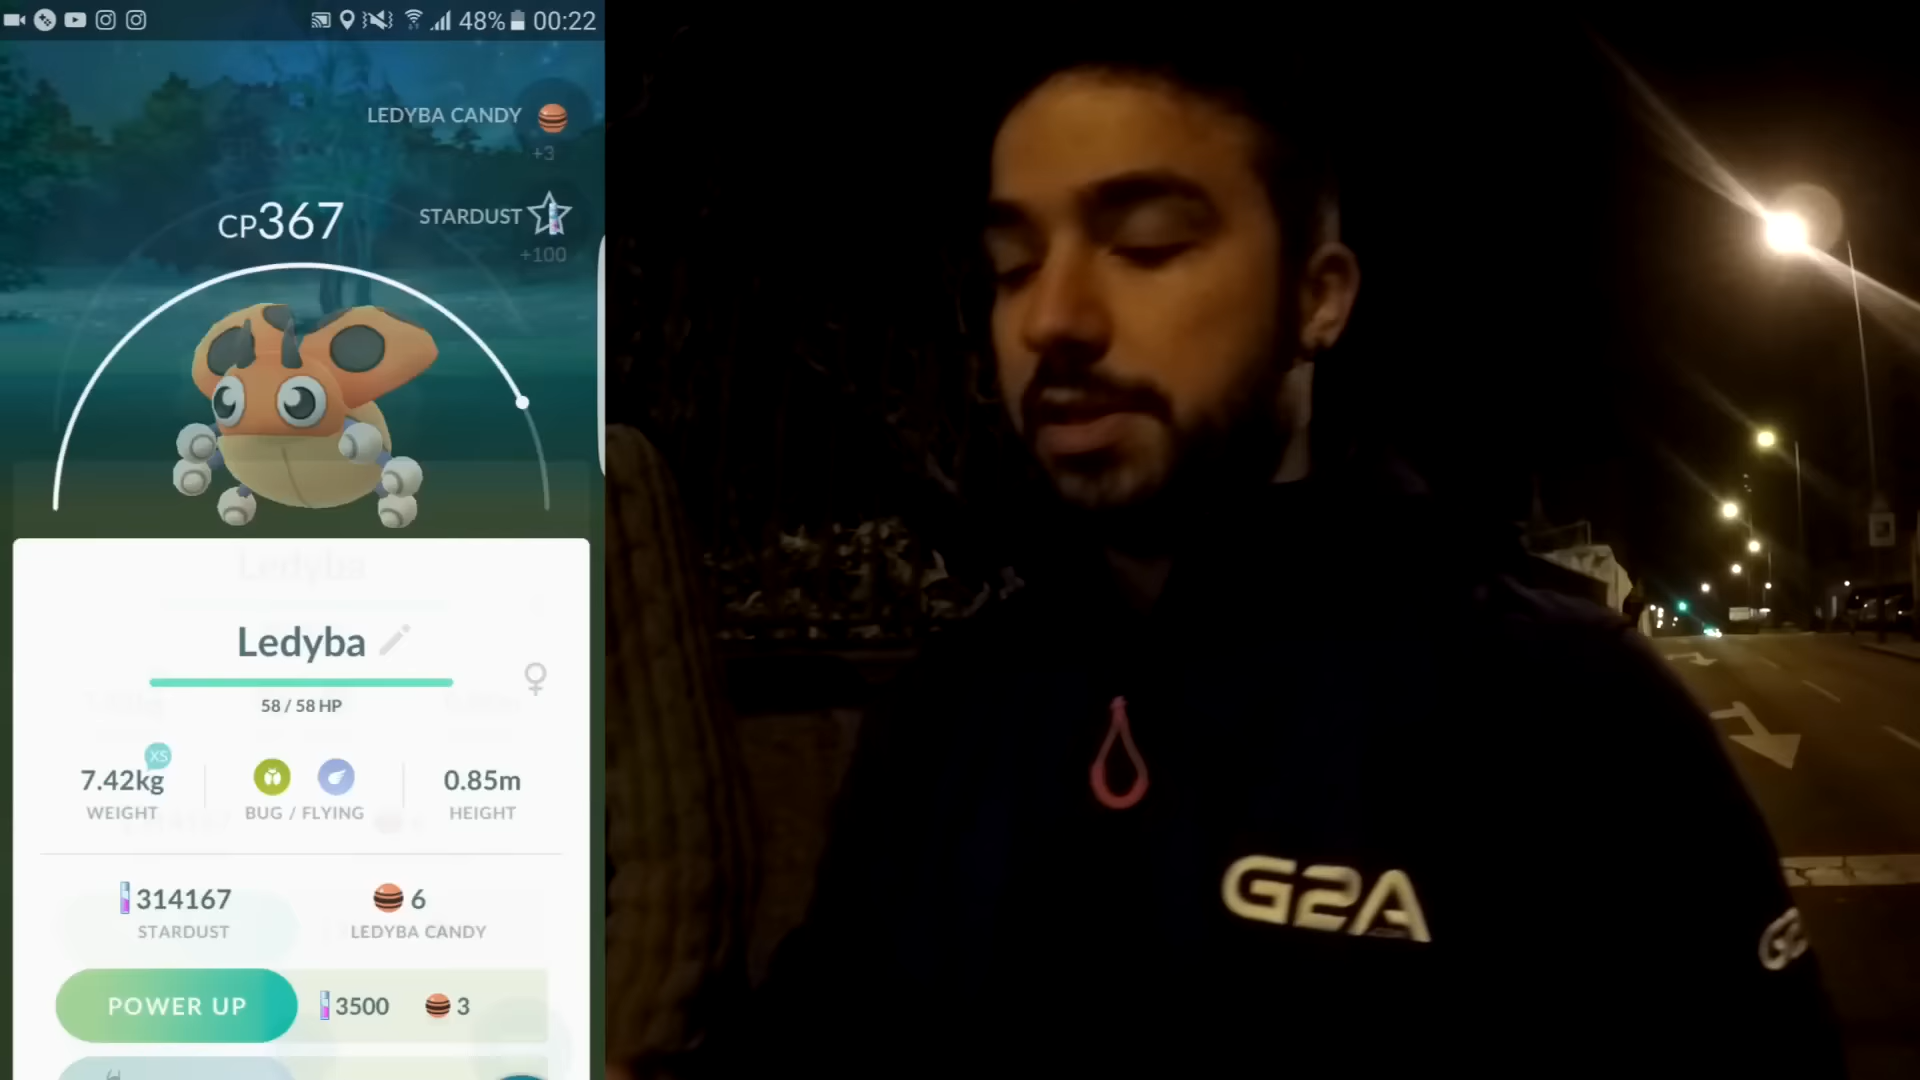 48% 00:22
LEDYBA CANDY
+3
CP367
STARDUST
+100
Ledyba
Ledyba
58 / 58 HP
XS
7.42kg
WEIGHT
BUG / FLYING
0.85m
HEIGHT
314167
STARDUST
6
LEDYBA CANDY
POWER UP
3500
3
G2A